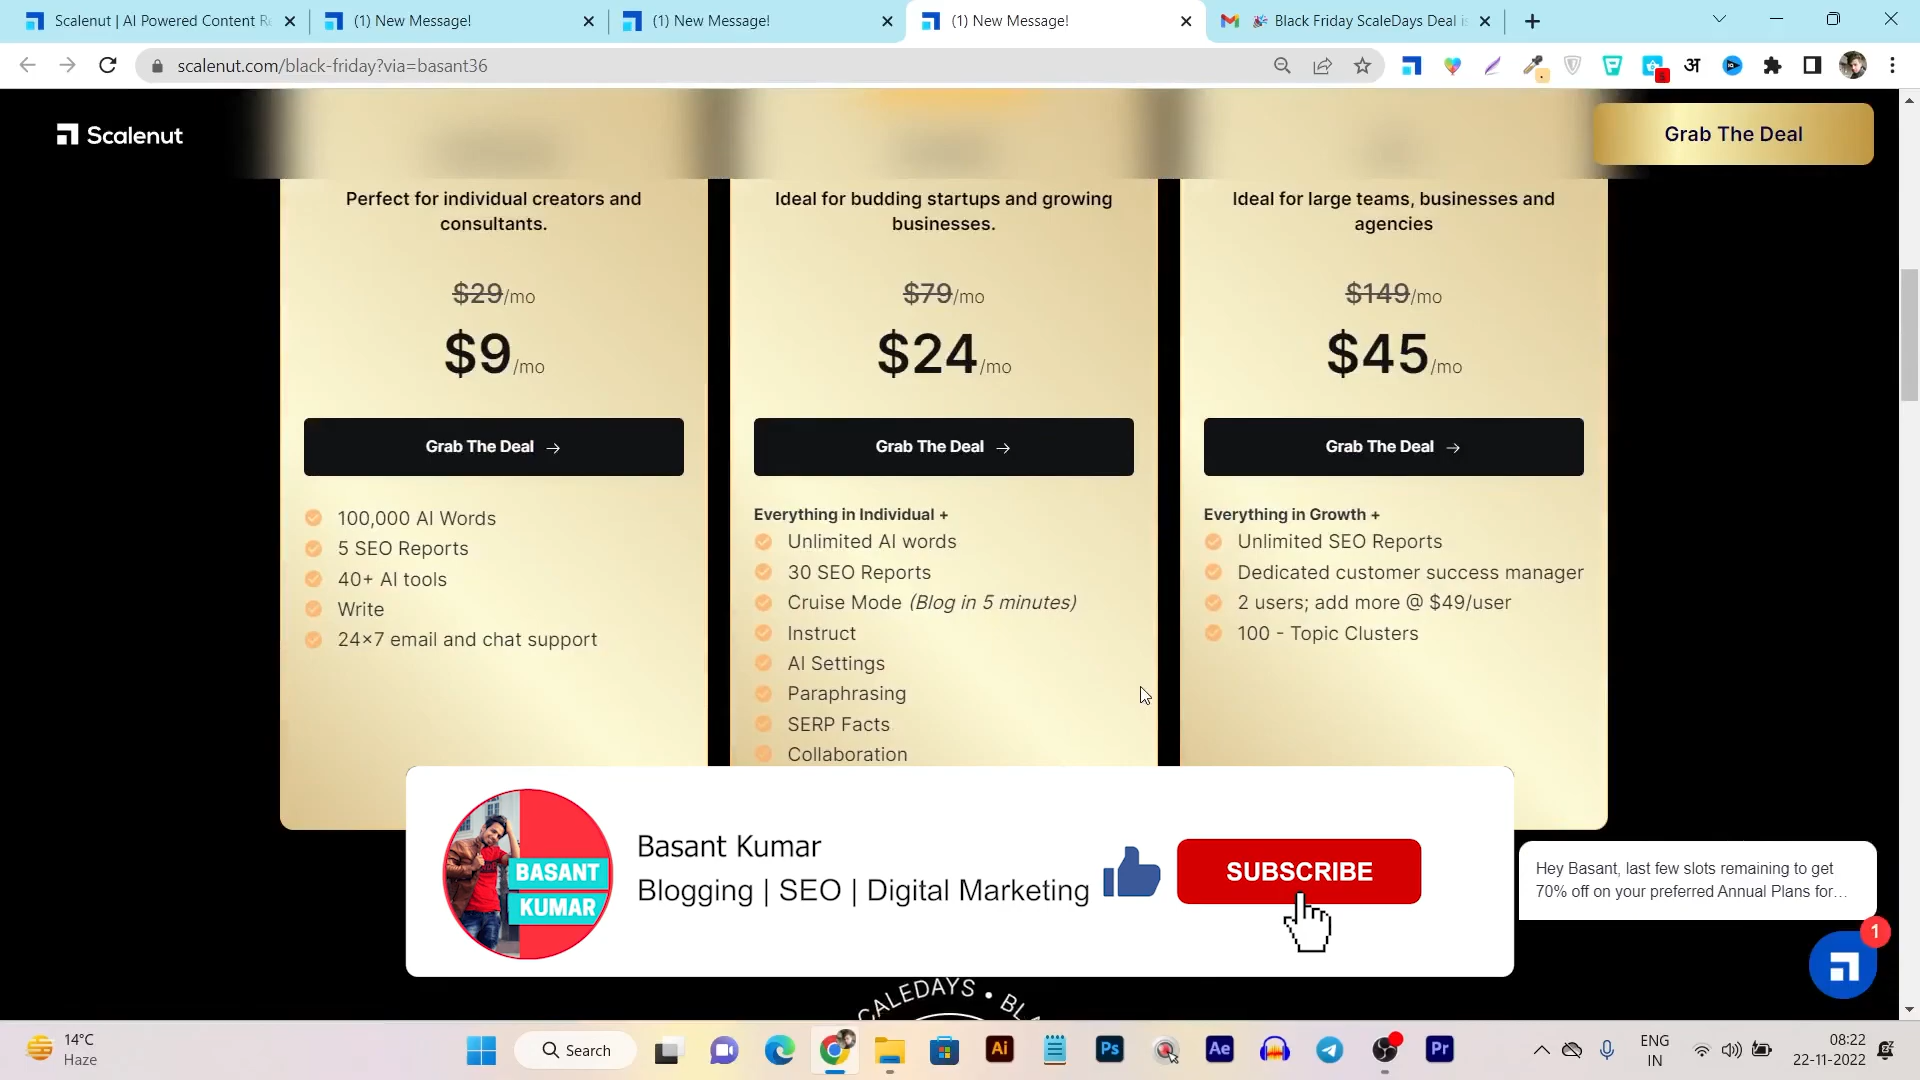 Scalenut | AI Powered Content Re
(1) New Message!
(1) New Message!
(1) New Message!
Black Friday ScaleDays Deal is
scalenut.com/black-friday?via=basant36
Scalenut
Grab The Deal
Perfect for individual creators and
consultants.
$29/mo
$9/mo
Grab The Deal →
100,000 AI Words
5 SEO Reports
40+ AI tools
Write
24×7 email and chat support
Ideal for budding startups and growing
businesses.
$79/mo
$24/mo
Grab The Deal →
Everything in Individual +
Unlimited AI words
30 SEO Reports
Cruise Mode (Blog in 5 minutes)
Instruct
AI Settings
Paraphrasing
SERP Facts
Collaboration
Ideal for large teams, businesses and
agencies
$149/mo
$45/mo
Grab The Deal →
Everything in Growth +
Unlimited SEO Reports
Dedicated customer success manager
2 users; add more @ $49/user
100 - Topic Clusters
BASANT
KUMAR
Basant Kumar
Blogging | SEO | Digital Marketing
SUBSCRIBE
Hey Basant, last few slots remaining to get
70% off on your preferred Annual Plans for...
1
CALEDAYS • BLA
14°C
Haze
Search
Ai
Ps
Ae
Pr
ENG
IN
08:22
22-11-2022